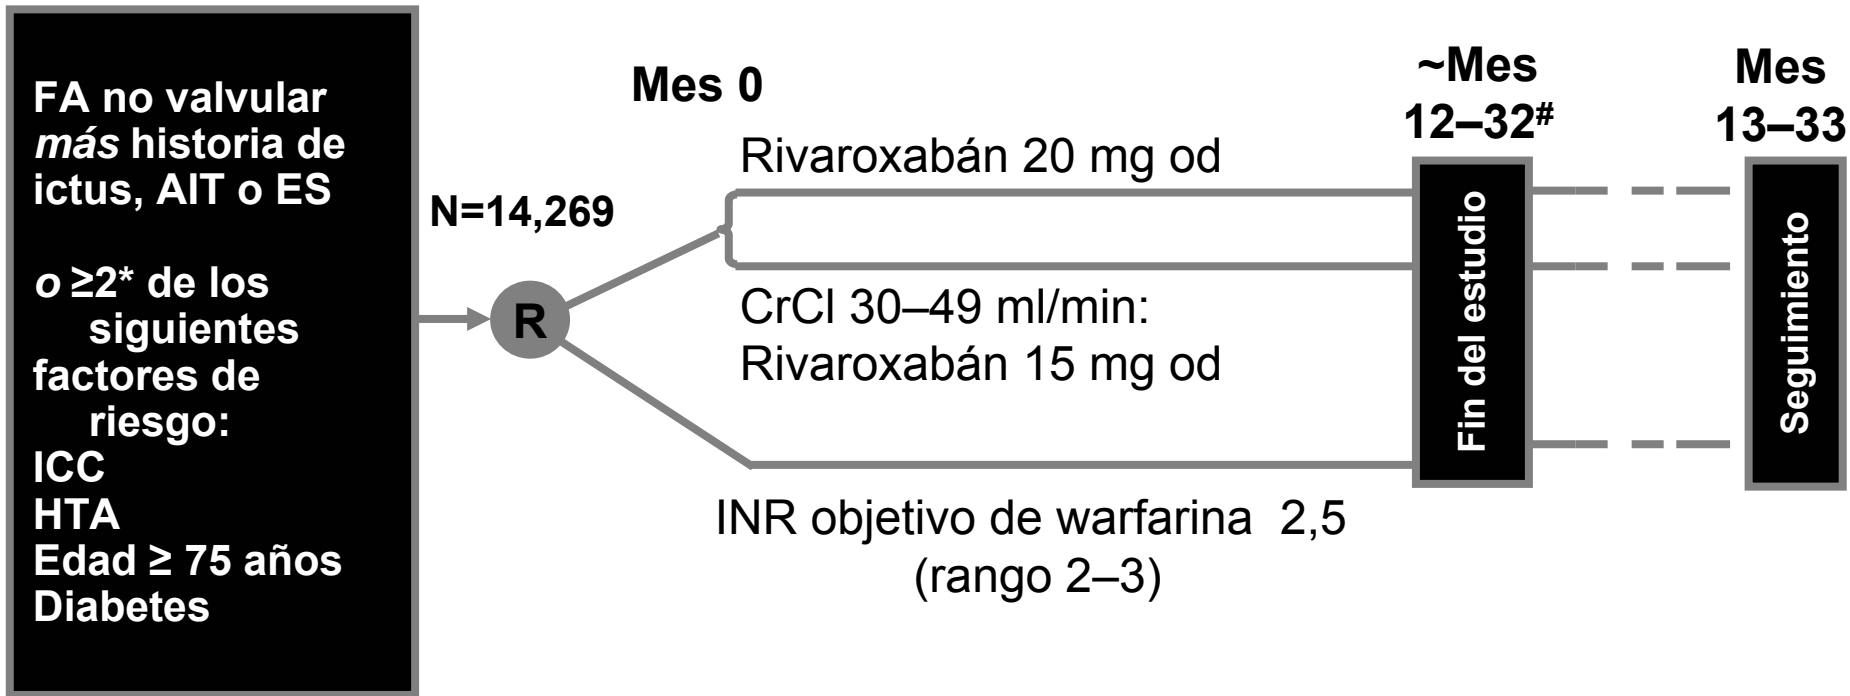 FA no valvular
más historia de
ictus, AIT o ES
o ≥2* de los
siguientes
factores de
riesgo:
ICC
HTA
Edad ≥ 75 años
Diabetes
N=14,269
R
Mes 0
Rivaroxabán 20 mg od
CrCl 30–49 ml/min:
Rivaroxabán 15 mg od
INR objetivo de warfarina 2,5
(rango 2–3)
~Mes
12–32#
Fin del estudio
Mes
13–33
Seguimiento